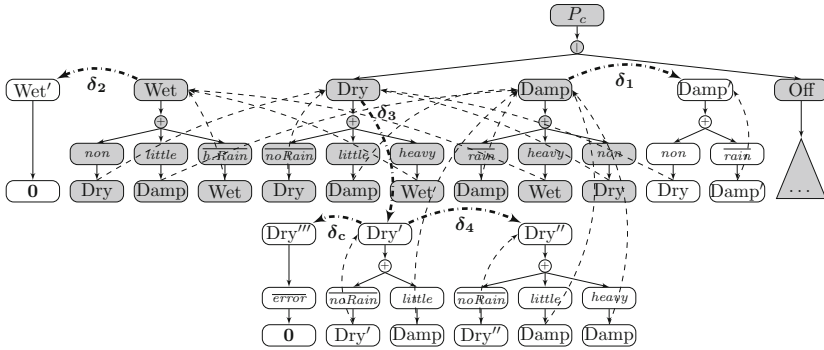 P_c
|
Wet′ δ₂ Wet Dry Damp δ₁ Damp′ Off
δ₃
+ + + +
non little h.Rain noRain little heavy rain heavy non non rain
0 Dry Damp Wet Dry Damp Wet′ Damp Wet Dry Dry Damp′ ...
Dry‴ δ_c Dry′ δ₄ Dry″
+ +
error noRain little noRain little heavy
0 Dry′ Damp Dry″ Damp Damp